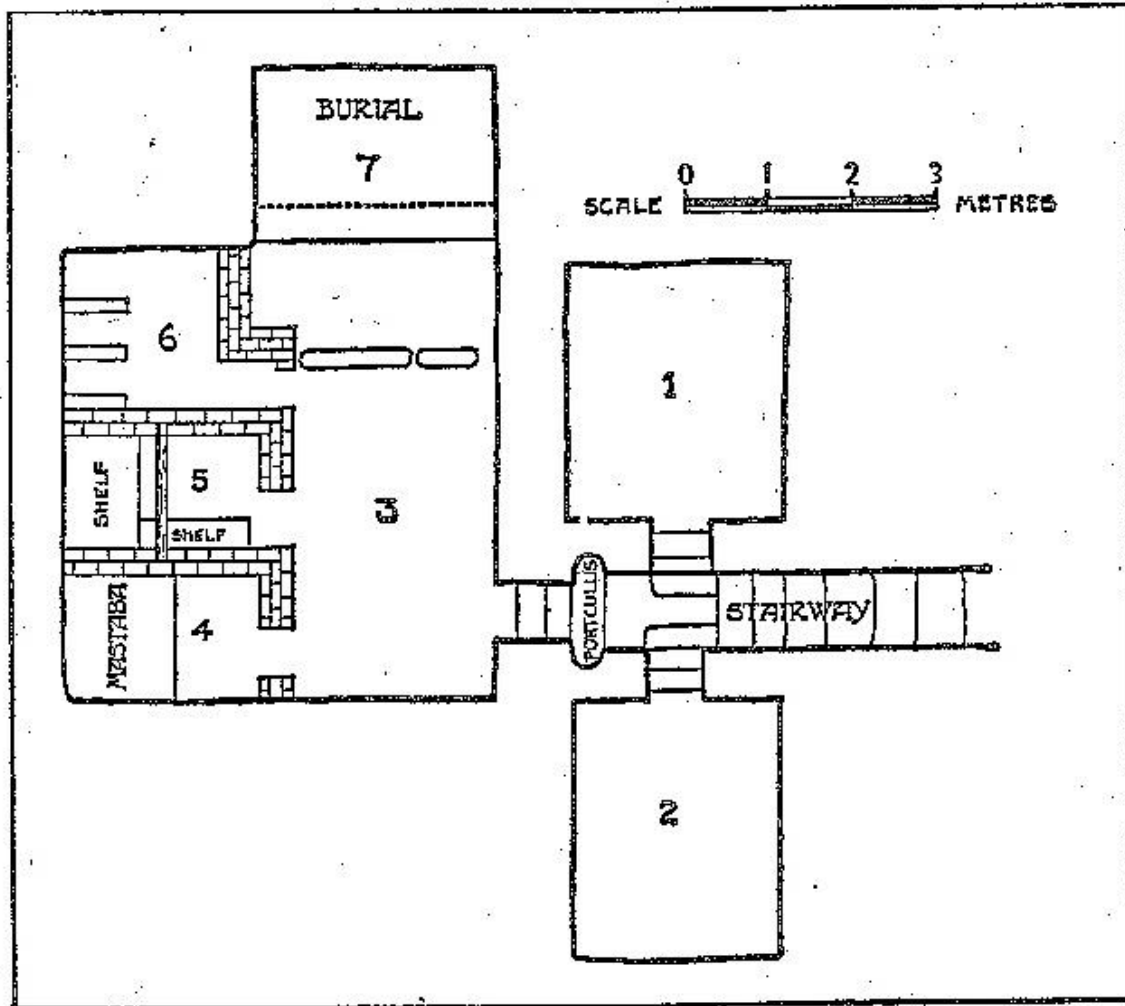 BURIAL
7
0 1 2 3
SCALE METRES
6
1
SHELF
5
SHELF
3
MASTABA
4
PORTCULLIS
STAIRWAY
2